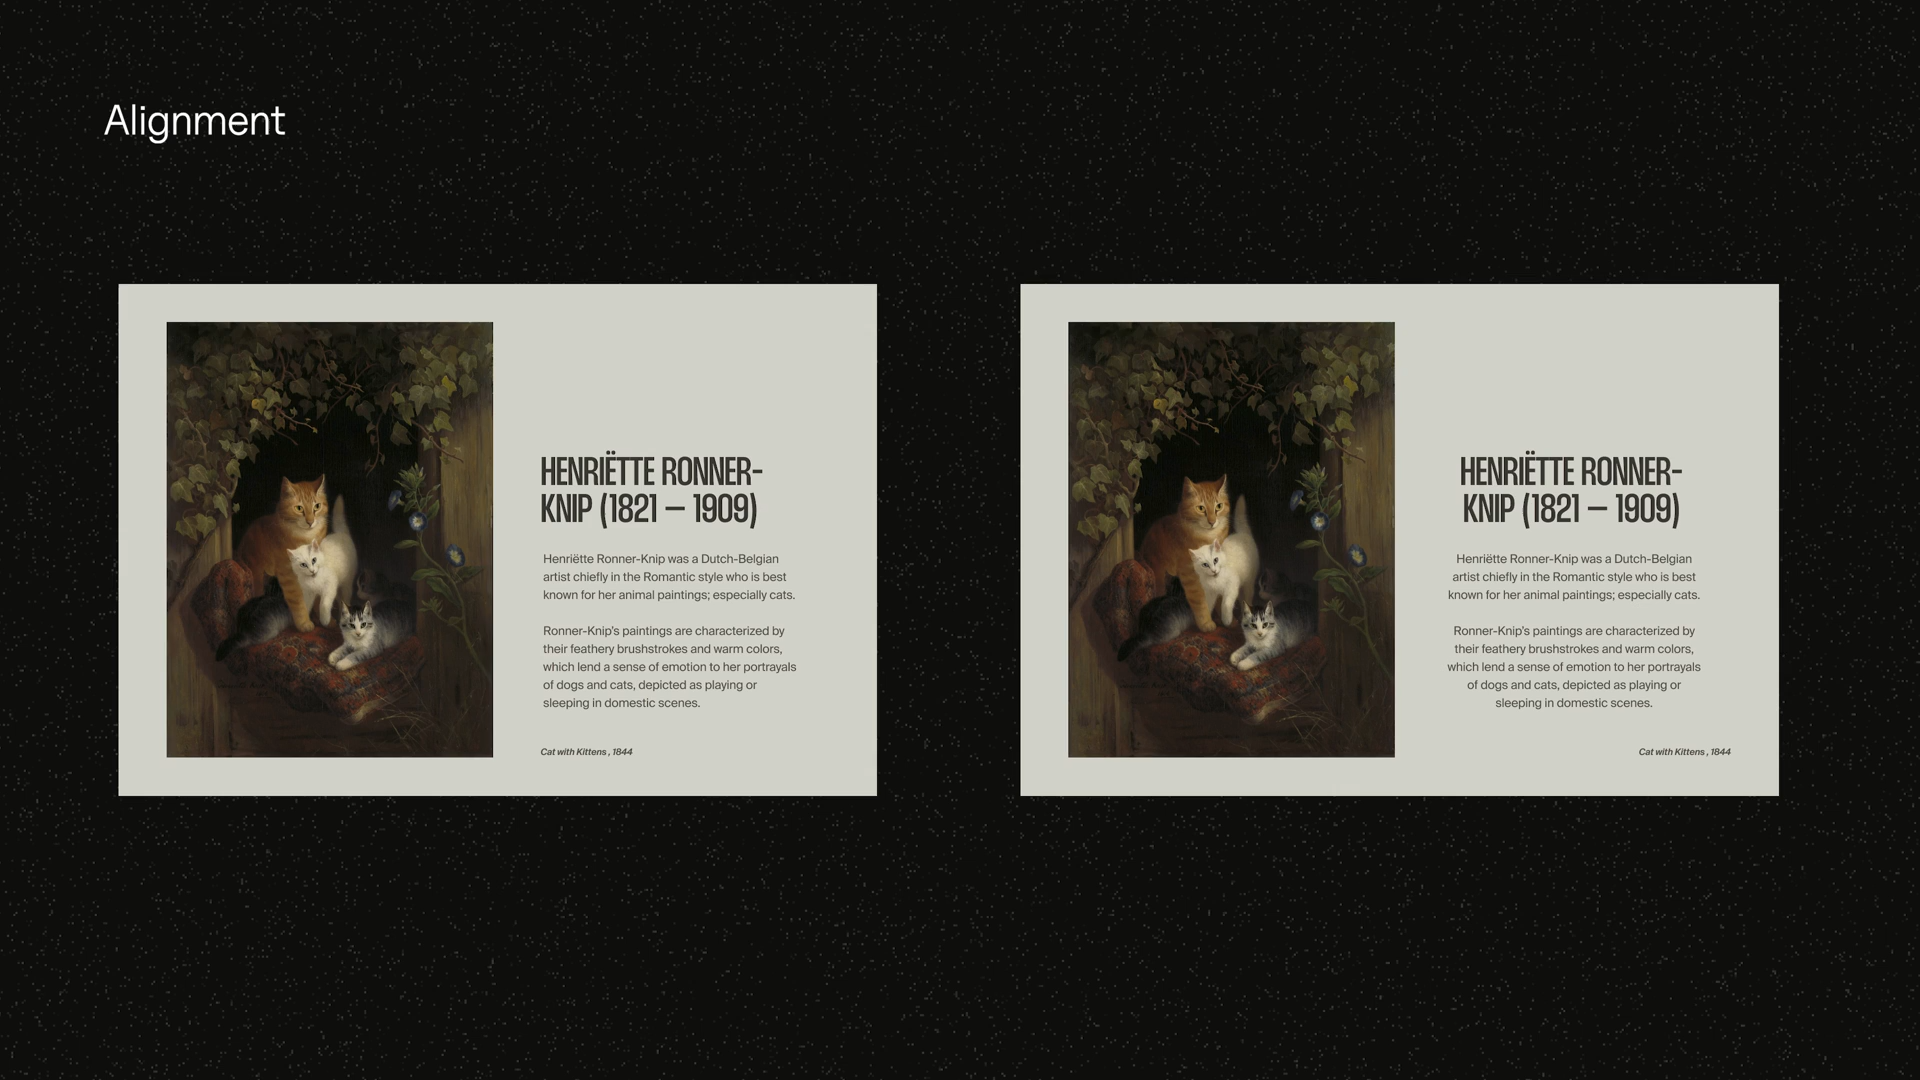 Alignment
HENRIËTTE RONNER-
KNIP (1821 — 1909)
Henriëtte Ronner-Knip was a Dutch-Belgian
artist chiefly in the Romantic style who is best
known for her animal paintings; especially cats.
Ronner-Knip's paintings are characterized by
their feathery brushstrokes and warm colors,
which lend a sense of emotion to her portrayals
of dogs and cats, depicted as playing or
sleeping in domestic scenes.
Cat with Kittens , 1844
HENRIËTTE RONNER-
KNIP (1821 — 1909)
Henriëtte Ronner-Knip was a Dutch-Belgian
artist chiefly in the Romantic style who is best
known for her animal paintings; especially cats.
Ronner-Knip's paintings are characterized by
their feathery brushstrokes and warm colors,
which lend a sense of emotion to her portrayals
of dogs and cats, depicted as playing or
sleeping in domestic scenes.
Cat with Kittens , 1844